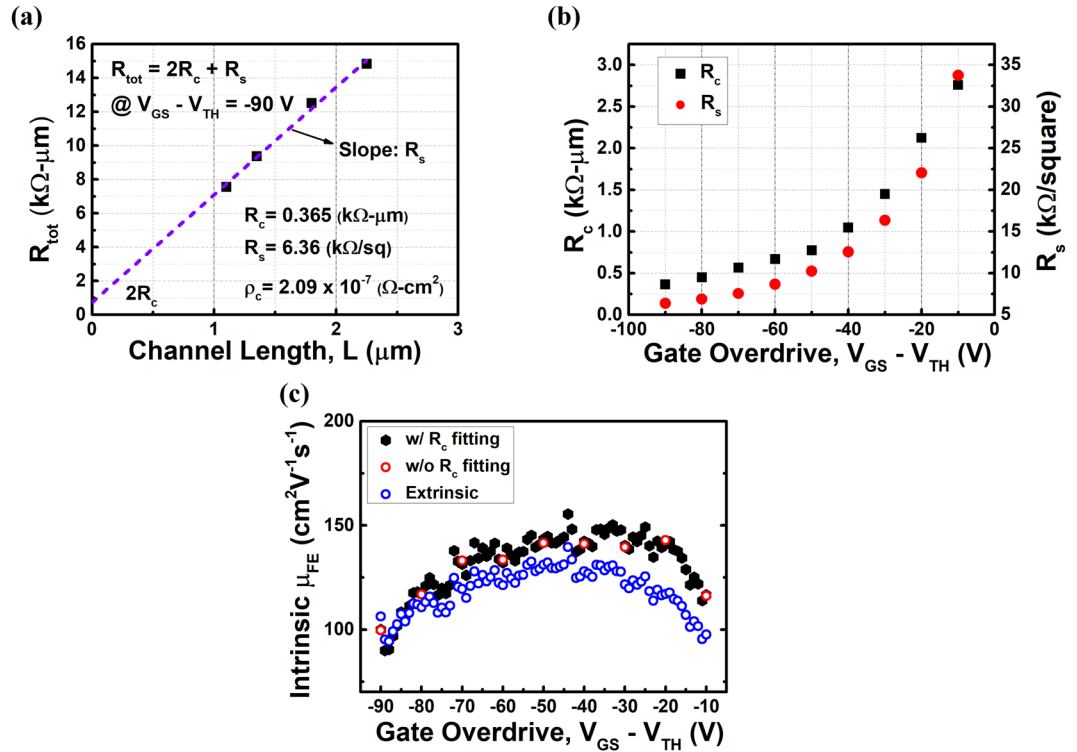 (a)
16
14
12
10
8
6
4
2
0
R_tot (kΩ-μm)
R_tot = 2R_c + R_s
@ V_GS - V_TH = -90 V
Slope: R_s
R_c = 0.365 (kΩ-μm)
R_s = 6.36 (kΩ/sq)
ρ_c = 2.09 x 10^-7 (Ω-cm^2)
2R_c
0 1 2 3
Channel Length, L (μm)
(b)
3.0
2.5
2.0
1.5
1.0
0.5
0.0
R_c (kΩ-μm)
R_c
R_s
35
30
25
20
15
10
5
R_s (kΩ/square)
-100 -80 -60 -40 -20 0
Gate Overdrive, V_GS - V_TH (V)
(c)
200
150
100
Intrinsic μ_FE (cm^2V^-1s^-1)
w/ R_c fitting
w/o R_c fitting
Extrinsic
-90 -80 -70 -60 -50 -40 -30 -20 -10
Gate Overdrive, V_GS - V_TH (V)